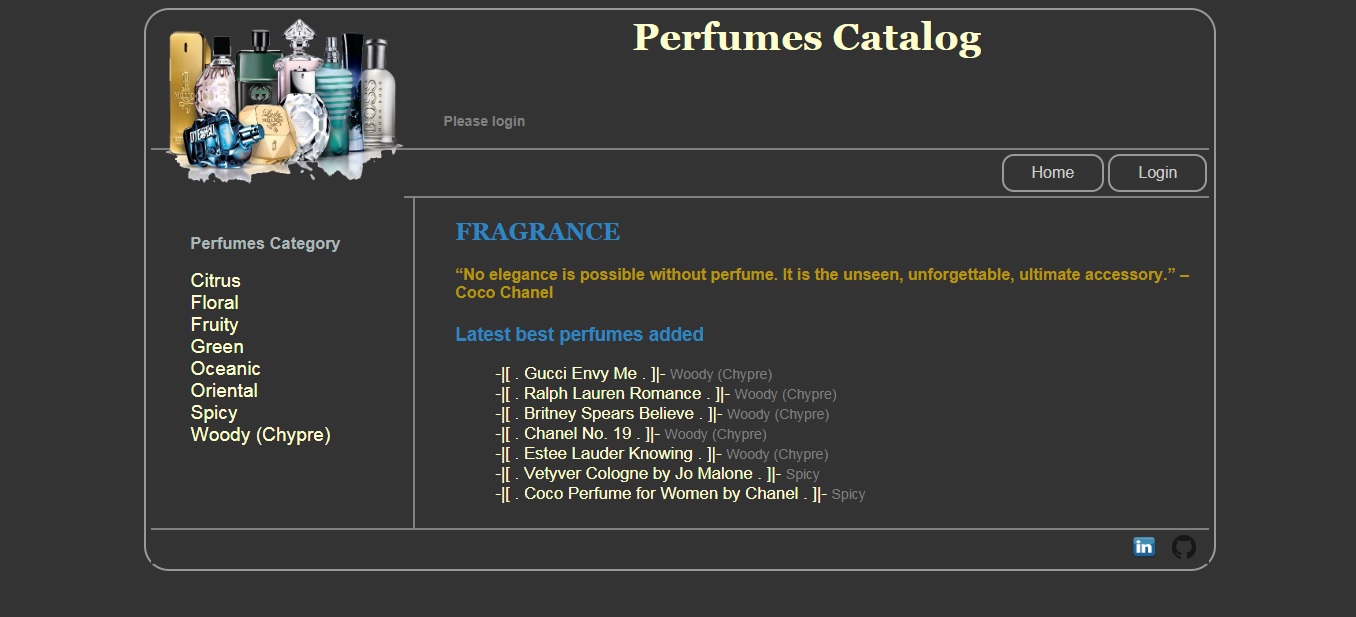 Perfumes Catalog
Please login
Home
Login
Perfumes Category
Citrus
Floral
Fruity
Green
Oceanic
Oriental
Spicy
Woody (Chypre)
FRAGRANCE
“No elegance is possible without perfume. It is the unseen, unforgettable, ultimate accessory.” –
Coco Chanel
Latest best perfumes added
-|[ . Gucci Envy Me . ]|- Woody (Chypre)
-|[ . Ralph Lauren Romance . ]|- Woody (Chypre)
-|[ . Britney Spears Believe . ]|- Woody (Chypre)
-|[ . Chanel No. 19 . ]|- Woody (Chypre)
-|[ . Estee Lauder Knowing . ]|- Woody (Chypre)
-|[ . Vetyver Cologne by Jo Malone . ]|- Spicy
-|[ . Coco Perfume for Women by Chanel . ]|- Spicy
in